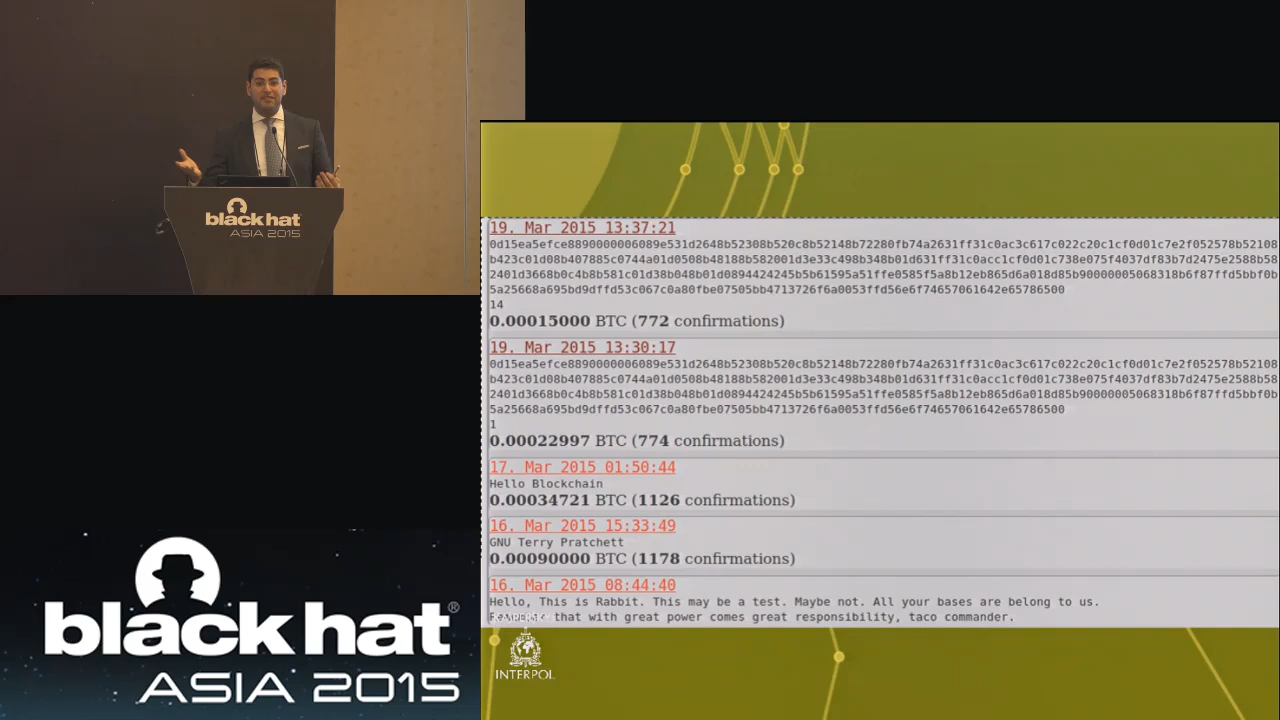 black hat
ASIA 2015
19. Mar 2015 13:37:21
0d15ea5efce8890000006089e531d2648b52308b520c8b52148b72280fb74a2631ff31c0ac3c617c022c20c1cf0d01c7e2f052578b52108
b423c01d08b407885c0744a01d0508b48188b582001d3e33c498b348b01d631ff31c0acc1cf0d01c738e075f4037df83b7d2475e2588b58
2401d3668b0c4b8b581c01d38b048b01d0894424245b5b61595a51ffe0585f5a8b12eb865d6a018d85b90000005068318b6f87ffd5bbf0b
5a25668a695bd9dffd53c067c0a80fbe07505bb4713726f6a0053ffd56e6f74657061642e65786500
14
0.00015000 BTC (772 confirmations)
19. Mar 2015 13:30:17
0d15ea5efce8890000006089e531d2648b52308b520c8b52148b72280fb74a2631ff31c0ac3c617c022c20c1cf0d01c7e2f052578b52108
b423c01d08b407885c0744a01d0508b48188b582001d3e33c498b348b01d631ff31c0acc1cf0d01c738e075f4037df83b7d2475e2588b58
2401d3668b0c4b8b581c01d38b048b01d0894424245b5b61595a51ffe0585f5a8b12eb865d6a018d85b90000005068318b6f87ffd5bbf0b
5a25668a695bd9dffd53c067c0a80fbe07505bb4713726f6a0053ffd56e6f74657061642e65786500
1
0.00022997 BTC (774 confirmations)
17. Mar 2015 01:50:44
Hello Blockchain
0.00034721 BTC (1126 confirmations)
16. Mar 2015 15:33:49
GNU Terry Pratchett
0.00090000 BTC (1178 confirmations)
16. Mar 2015 08:44:40
Hello, This is Rabbit. This may be a test. Maybe not. All your bases are belong to us.
that with great power comes great responsibility, taco commander.
INTERPOL
black hat®
ASIA 2015